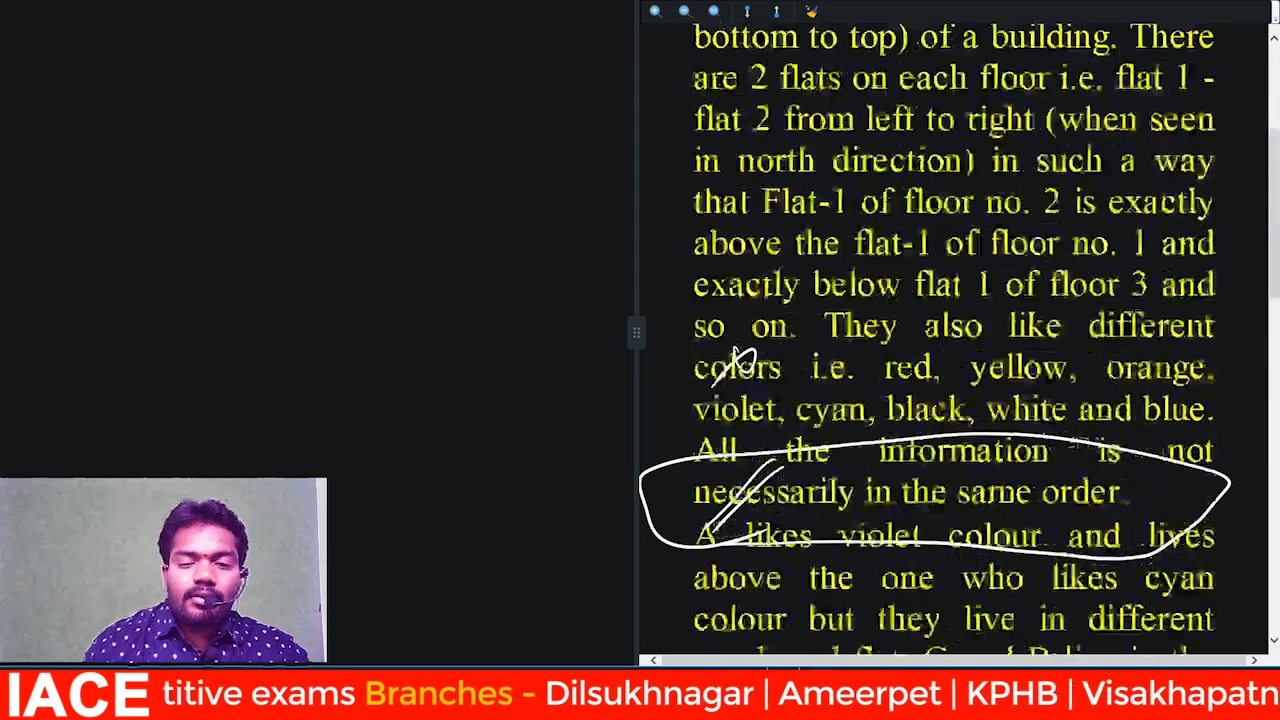 bottom to top) of a building. There
are 2 flats on each floor i.e. flat 1 -
flat 2 from left to right (when seen
in north direction) in such a way
that Flat-1 of floor no. 2 is exactly
above the flat-1 of floor no. 1 and
exactly below flat 1 of floor 3 and
so on. They also like different
colors i.e. red, yellow, orange,
violet, cyan, black, white and blue.
All the information is not
necessarily in the same order
A likes violet colour and lives
above the one who likes cyan
colour but they live in different
IACE titive exams Branches - Dilsukhnagar | Ameerpet | KPHB | Visakhapatn